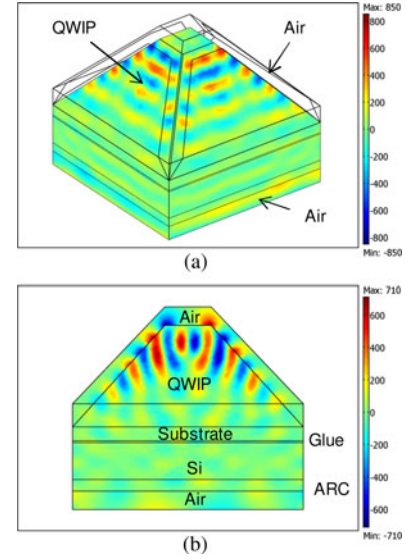 Max: 850
QWIP
Air
800
600
400
200
0
-200
-400
-600
-800
Air
Min: -850
(a)
Max: 710
Air
600
400
QWIP
200
0
Substrate
Glue
-200
Si
-400
ARC
Air
-600
Min: -710
(b)